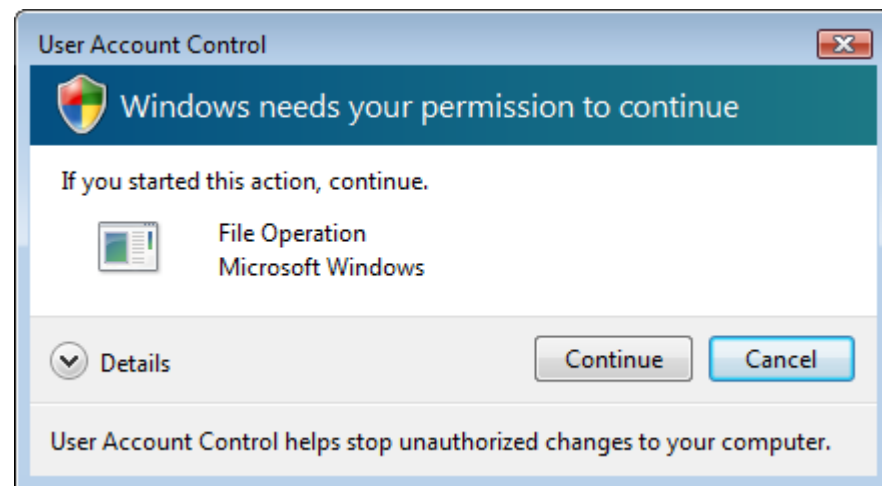 User Account Control
Windows needs your permission to continue
If you started this action, continue.
File Operation
Microsoft Windows
Details
Continue
Cancel
User Account Control helps stop unauthorized changes to your computer.